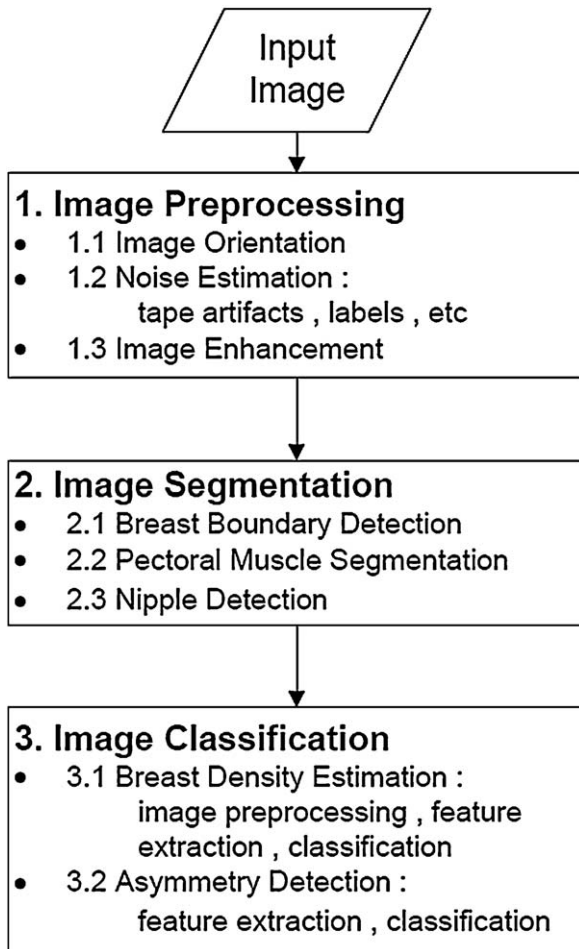 Input
Image
1. Image Preprocessing
• 1.1 Image Orientation
• 1.2 Noise Estimation :
tape artifacts , labels , etc
• 1.3 Image Enhancement
2. Image Segmentation
• 2.1 Breast Boundary Detection
• 2.2 Pectoral Muscle Segmentation
• 2.3 Nipple Detection
3. Image Classification
• 3.1 Breast Density Estimation :
image preprocessing , feature
extraction , classification
• 3.2 Asymmetry Detection :
feature extraction , classification